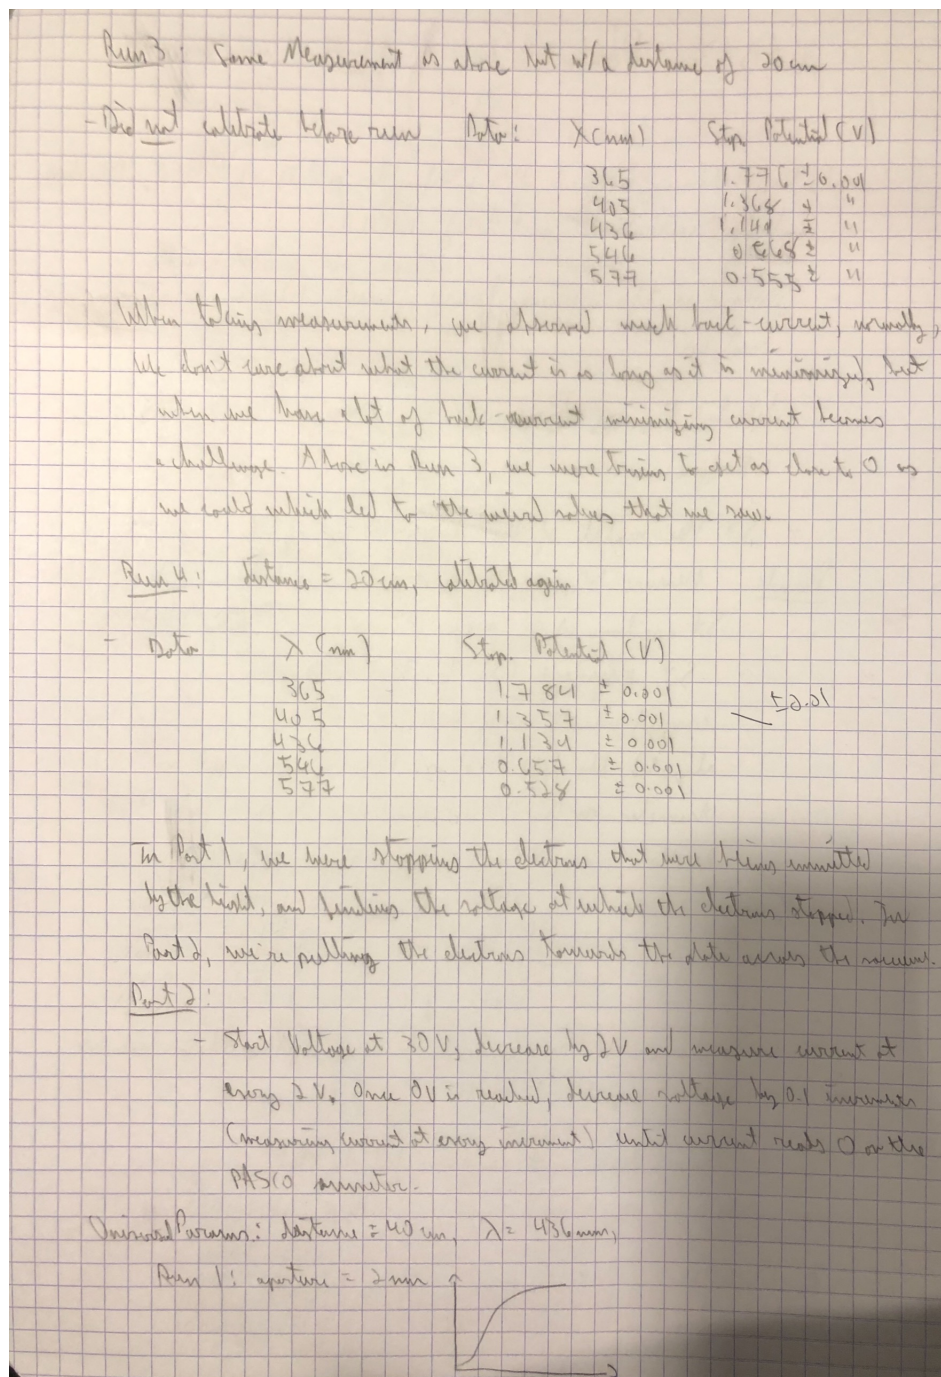 Run 3: Same Measurement as above but w/a distance of 20 cm
- Did not calibrate before run Data: λ(nm) Stop. Potential (V)
365 1.776 ± 0.001
405 1.368 ± "
436 1.141 ± "
546 0.668 ± "
577 0.555 ± "
When taking measurements, we observed much back-current, normally,
we don't care about what the current is as long as it is minimized, but
when we have a lot of back-current minimizing current becomes
a challenge. Above in Run 3, we were trying to get as close to 0 as
we could which led to the weird values that we saw.
Run 4: distance = 20 cm, calibrated again
- Data λ (nm) Stop. Potential (V)
365 1.784 ± 0.001
405 1.357 ± 0.001 ± 0.01
436 1.134 ± 0.001
546 0.657 ± 0.001
577 0.528 ± 0.001
In Part 1, we were stopping the electrons that were being emmitted
by the light, and finding the voltage at which the electrons stopped. In
Part 2, we're pulling the electrons towards the plate across the vacuum.
Part 2:
- Start Voltage at 30 V, decrease by 2V and measure current at
every 2 V. Once 0V is reached, decrease voltage by 0.1 increments
(measuring current at every increment) until current reads 0 on the
PASCO ammeter.
Universal Params: distance = 40 cm, λ = 436 nm,
Run 1: aperture = 2 mm